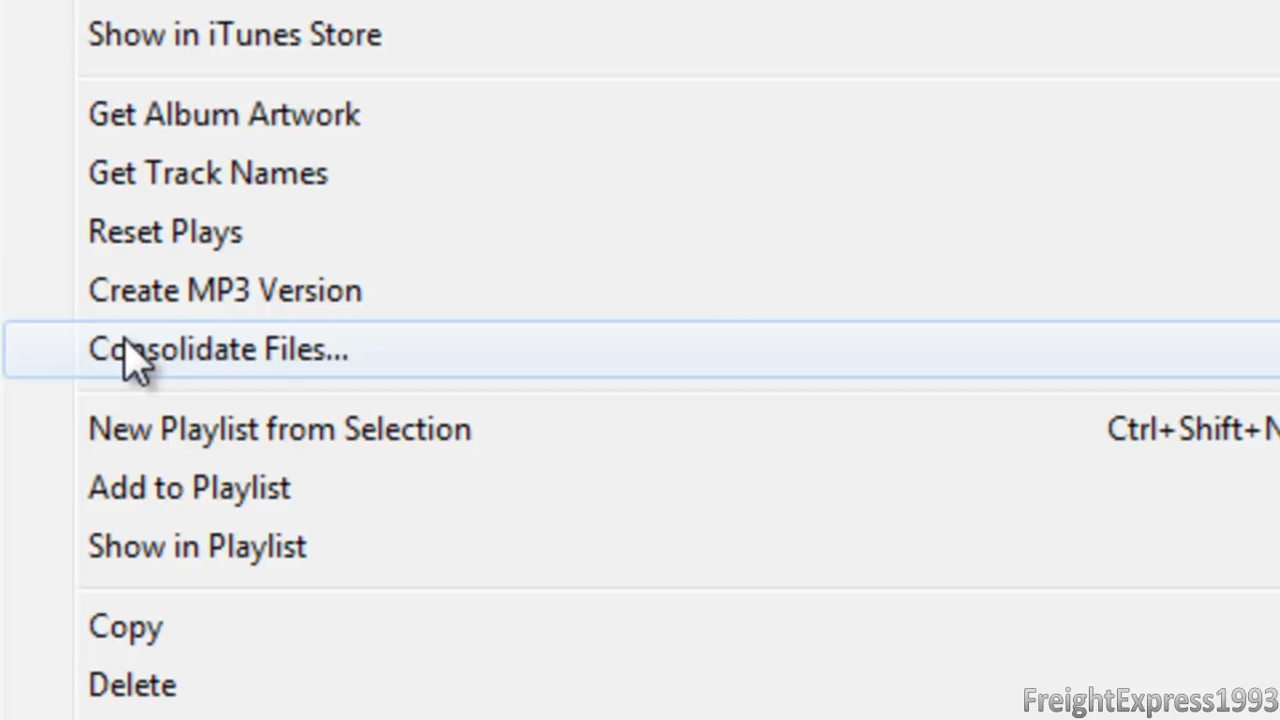 Show in iTunes Store
Get Album Artwork
Get Track Names
Reset Plays
Create MP3 Version
Consolidate Files...
New Playlist from Selection Ctrl+Shift+N
Add to Playlist
Show in Playlist
Copy
Delete
FreightExpress1993